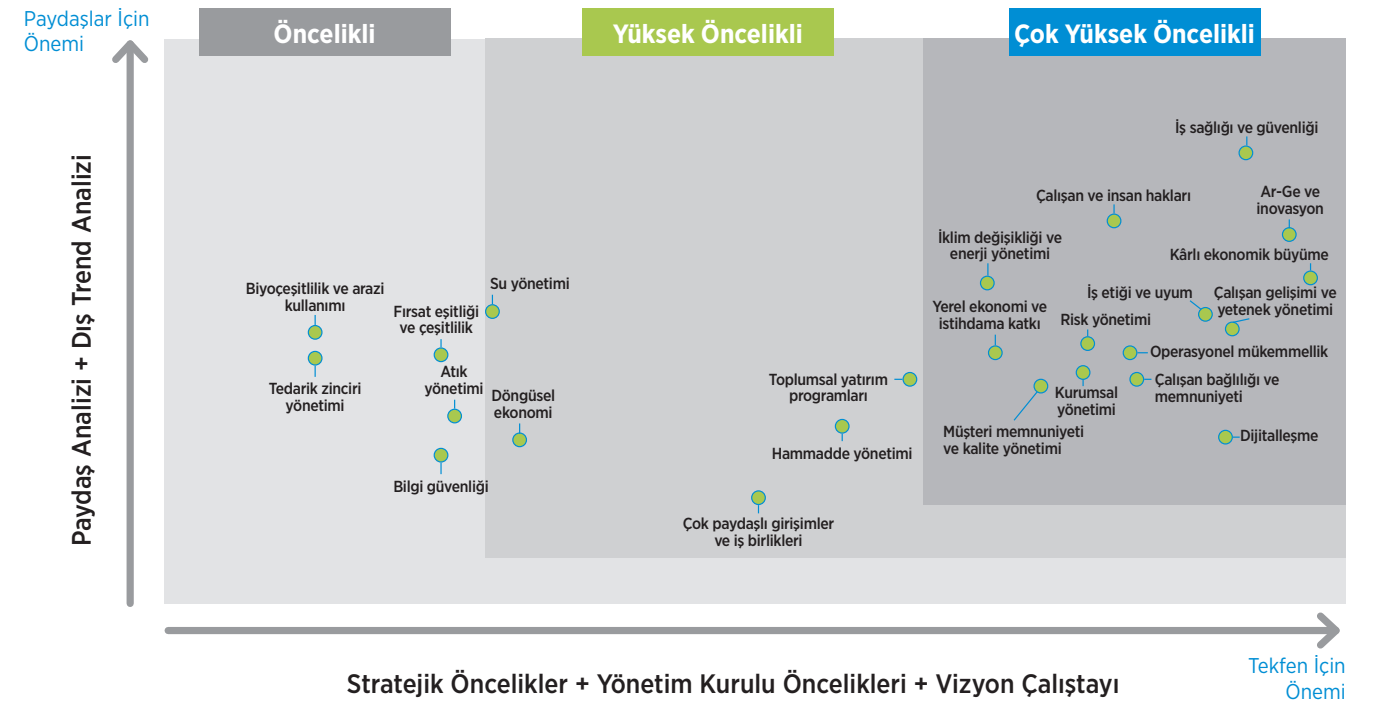 Paydaşlar İçin
Önemi
Öncelikli
Yüksek Öncelikli
Çok Yüksek Öncelikli
Paydaş Analizi + Dış Trend Analizi
Biyoçeşitlilik ve arazi
kullanımı
Tedarik zinciri
yönetimi
Fırsat eşitliği
ve çeşitlilik
Atık
yönetimi
Bilgi güvenliği
Su yönetimi
Döngüsel
ekonomi
Toplumsal yatırım
programları
Hammadde yönetimi
Çok paydaşlı girişimler
ve iş birlikleri
İş sağlığı ve güvenliği
Çalışan ve insan hakları
Ar-Ge ve
inovasyon
İklim değişikliği ve
enerji yönetimi
Kârlı ekonomik büyüme
Yerel ekonomi ve
istihdama katkı
İş etiği ve uyum
Çalışan gelişimi ve
yetenek yönetimi
Risk yönetimi
Operasyonel mükemmellik
Kurumsal
yönetimi
Çalışan bağlılığı ve
memnuniyeti
Müşteri memnuniyeti
ve kalite yönetimi
Dijitalleşme
Stratejik Öncelikler + Yönetim Kurulu Öncelikleri + Vizyon Çalıştayı
Tekfen İçin
Önemi